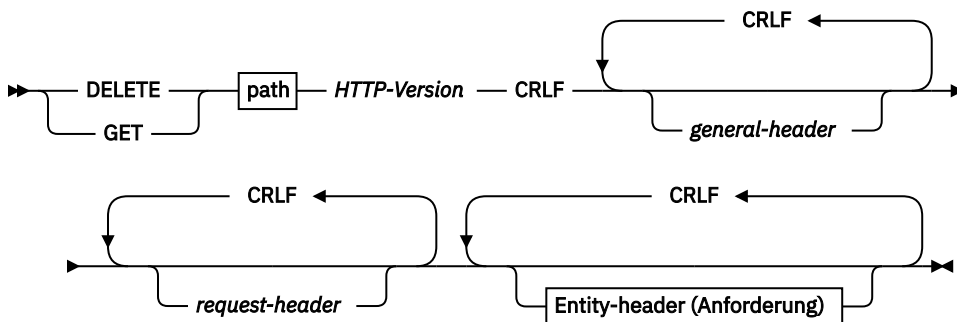 CRLF
DELETE path HTTP-Version CRLF
GET general-header
CRLF CRLF
request-header Entity-header (Anforderung)